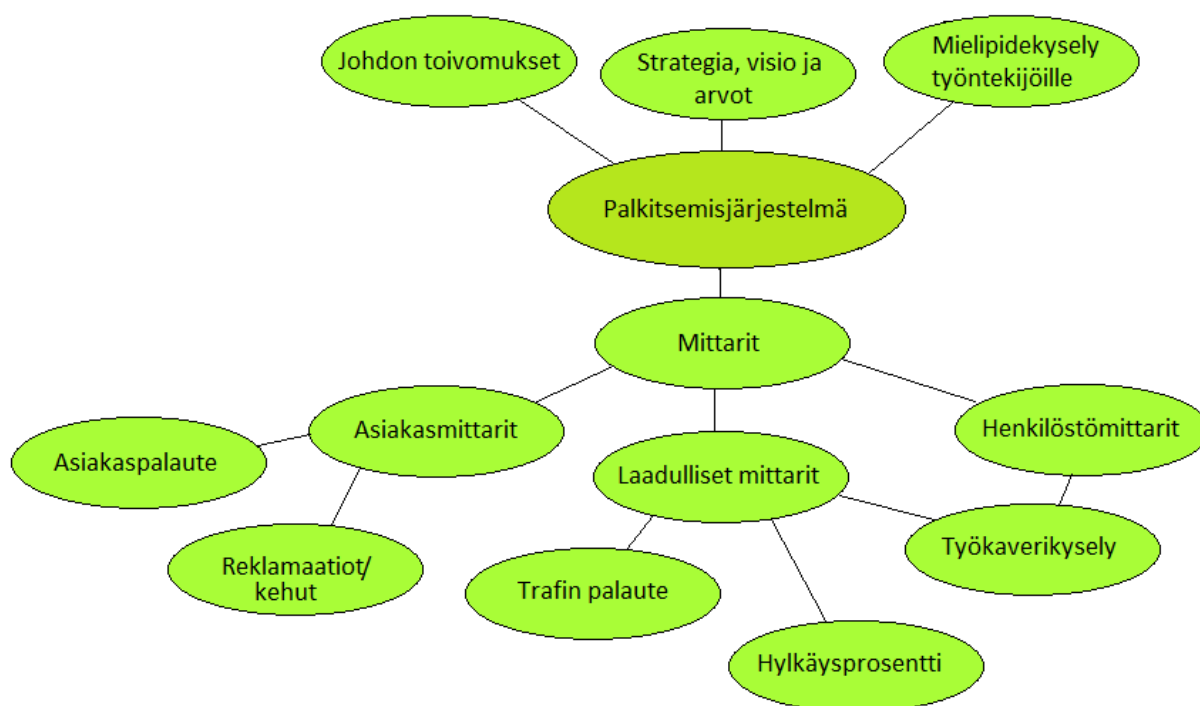 Johdon toivomukset
Strategia, visio ja
arvot
Mielipidekysely
työntekijöille
Palkitsemisjärjestelmä
Mittarit
Asiakasmittarit
Henkilöstömittarit
Asiakaspalaute
Laadulliset mittarit
Reklamaatiot/
kehut
Työkaverikysely
Trafin palaute
Hylkäysprosentti